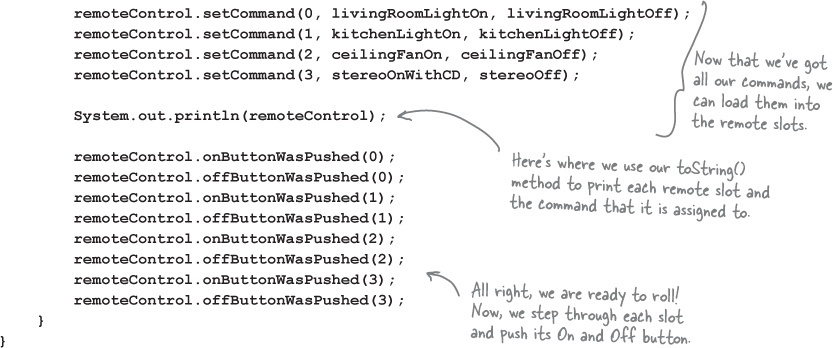 remoteControl.setCommand(0, livingRoomLightOn, livingRoomLightOff);
remoteControl.setCommand(1, kitchenLightOn, kitchenLightOff);
remoteControl.setCommand(2, ceilingFanOn, ceilingFanOff);
remoteControl.setCommand(3, stereoOnWithCD, stereoOff);
Now that we've got
all our commands, we
can load them into
the remote slots.
System.out.println(remoteControl);
Here's where we use our toString()
method to print each remote slot and
the command that it is assigned to.
remoteControl.onButtonWasPushed(0);
remoteControl.offButtonWasPushed(0);
remoteControl.onButtonWasPushed(1);
remoteControl.offButtonWasPushed(1);
remoteControl.onButtonWasPushed(2);
remoteControl.offButtonWasPushed(2);
remoteControl.onButtonWasPushed(3);
remoteControl.offButtonWasPushed(3);
All right, we are ready to roll!
Now, we step through each slot
and push its On and Off button.
}
}